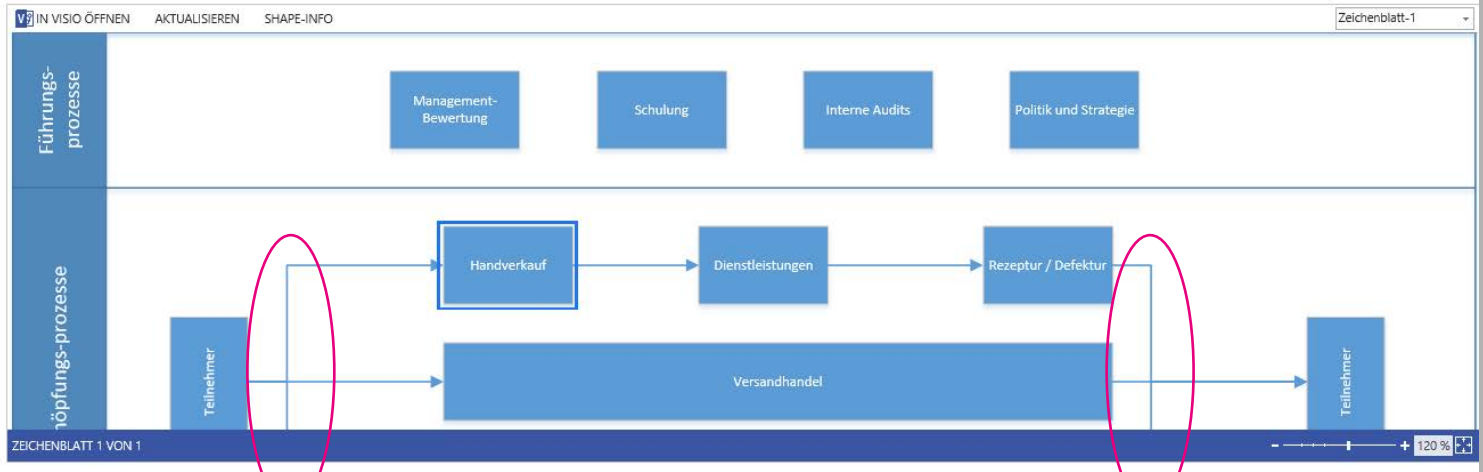 IN VISIO ÖFFNEN AKTUALISIEREN SHAPE-INFO Zeichenblatt-1
Führungs-
prozesse
Management-
Bewertung
Schulung
Interne Audits
Politik und Strategie
höpfungs-prozesse
Handverkauf
Dienstleistungen
Rezeptur / Defektur
Teilnehmer
Versandhandel
Teilnehmer
ZEICHENBLATT 1 VON 1 - + 120 %